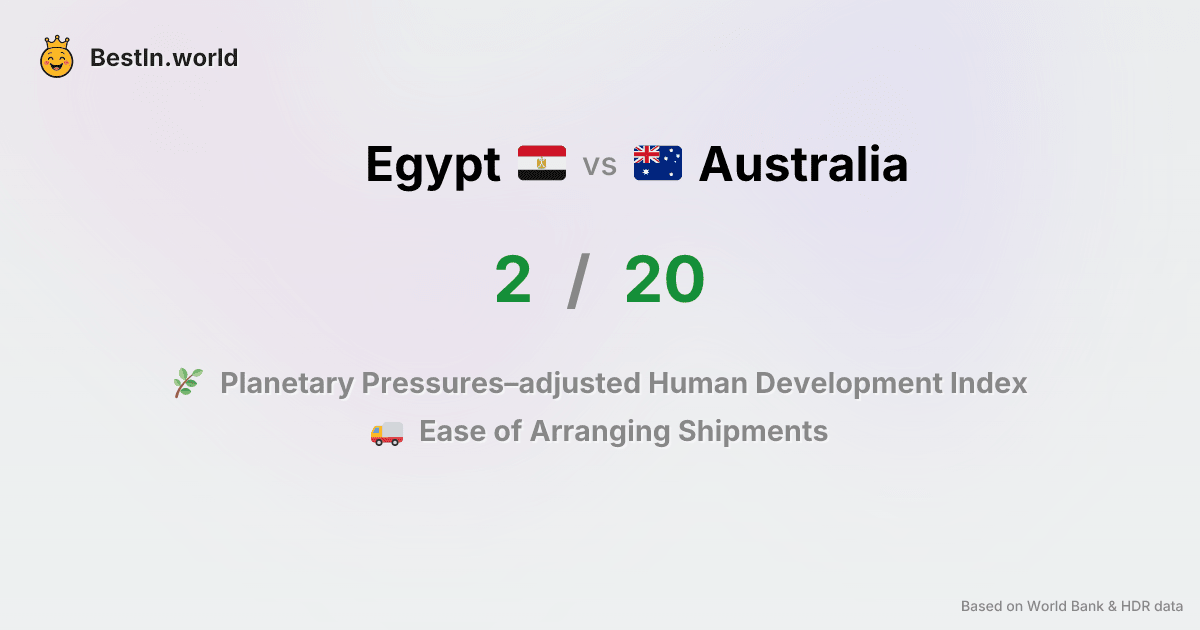 BestIn.world
Egypt vs Australia
2 / 20
Planetary Pressures–adjusted Human Development Index
Ease of Arranging Shipments
Based on World Bank & HDR data